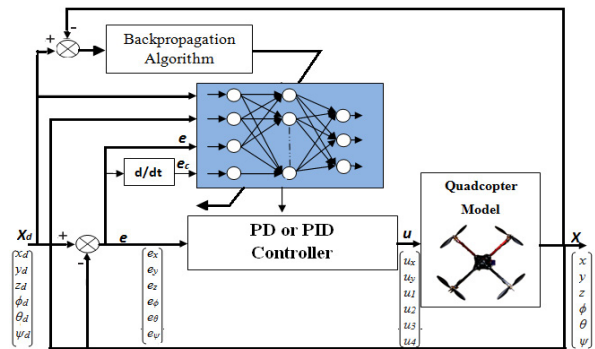 -
+
Backpropagation
Algorithm
e
d/dt
e_c
X_d
+
-
e
PD or PID
Controller
u
Quadcopter
Model
X
x_d
y_d
z_d
ϕ_d
θ_d
ψ_d
e_x
e_y
e_z
e_ϕ
e_θ
e_ψ
u_x
u_y
u_1
u_2
u_3
u_4
x
y
z
ϕ
θ
ψ